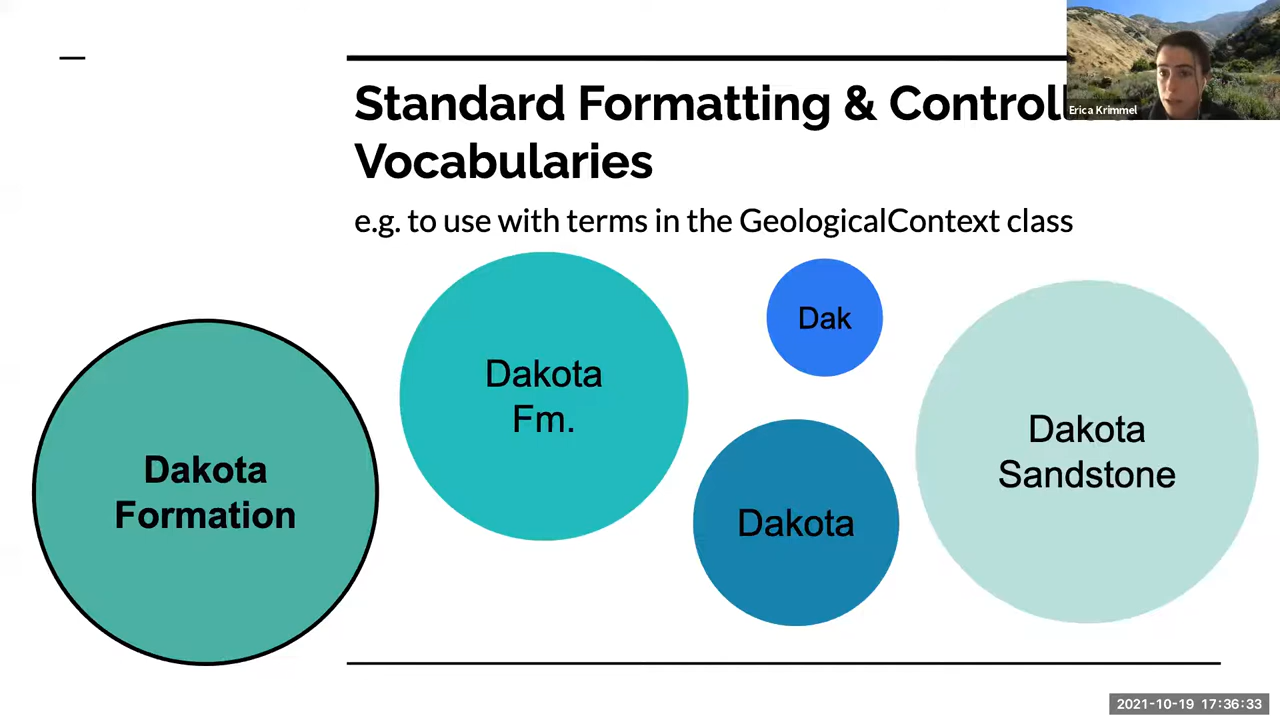 Standard Formatting & Controll
Vocabularies
e.g. to use with terms in the GeologicalContext class
Erica Krimmel
Dakota
Formation
Dakota
Fm.
Dak
Dakota
Dakota
Sandstone
2021-10-19 17:36:33